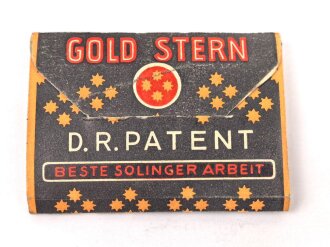 GOLD STERN
D.R. PATENT
BESTE SOLINGER ARBEIT